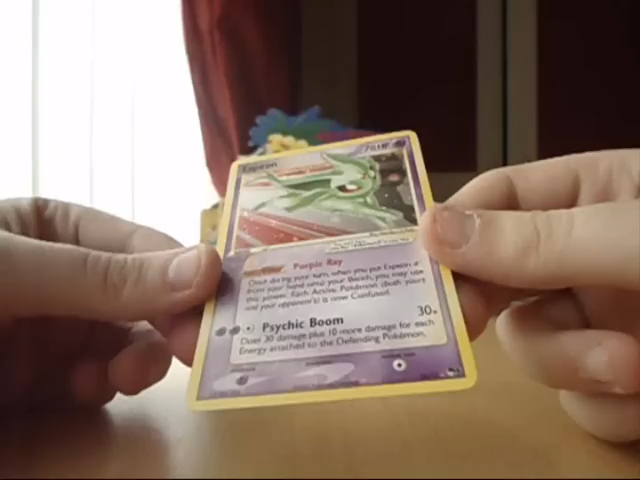 Espeon 70 HP
Purple Ray
Once during your turn, when you put Espeon ★
from your hand onto your Bench, you may use
this power. Each Active Pokémon (both yours
and your opponent's) is now Confused.
Psychic Boom 30+
Does 30 damage plus 10 more damage for each
Energy attached to the Defending Pokémon.